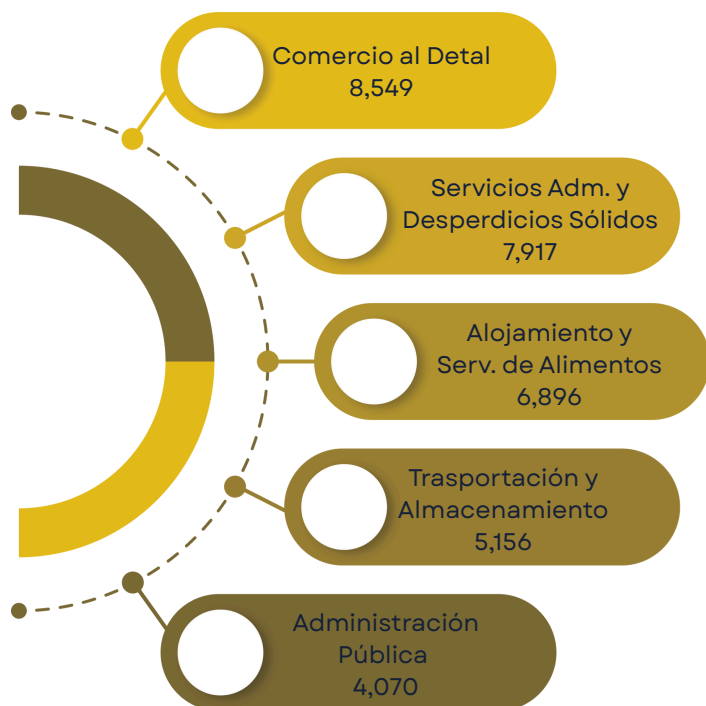 Comercio al Detal
8,549
Servicios Adm. y
Desperdicios Sólidos
7,917
Alojamiento y
Serv. de Alimentos
6,896
Trasportación y
Almacenamiento
5,156
Administración
Pública
4,070